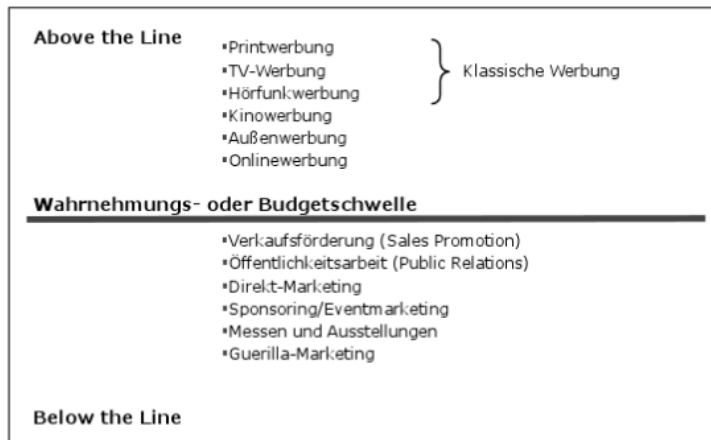 Above the Line
▪Printwerbung
▪TV-Werbung
Klassische Werbung
▪Hörfunkwerbung
▪Kinowerbung
▪Außenwerbung
▪Onlinewerbung
Wahrnehmungs- oder Budgetschwelle
▪Verkaufsförderung (Sales Promotion)
▪Öffentlichkeitsarbeit (Public Relations)
▪Direkt-Marketing
▪Sponsoring/Eventmarketing
▪Messen und Ausstellungen
▪Guerilla-Marketing
Below the Line